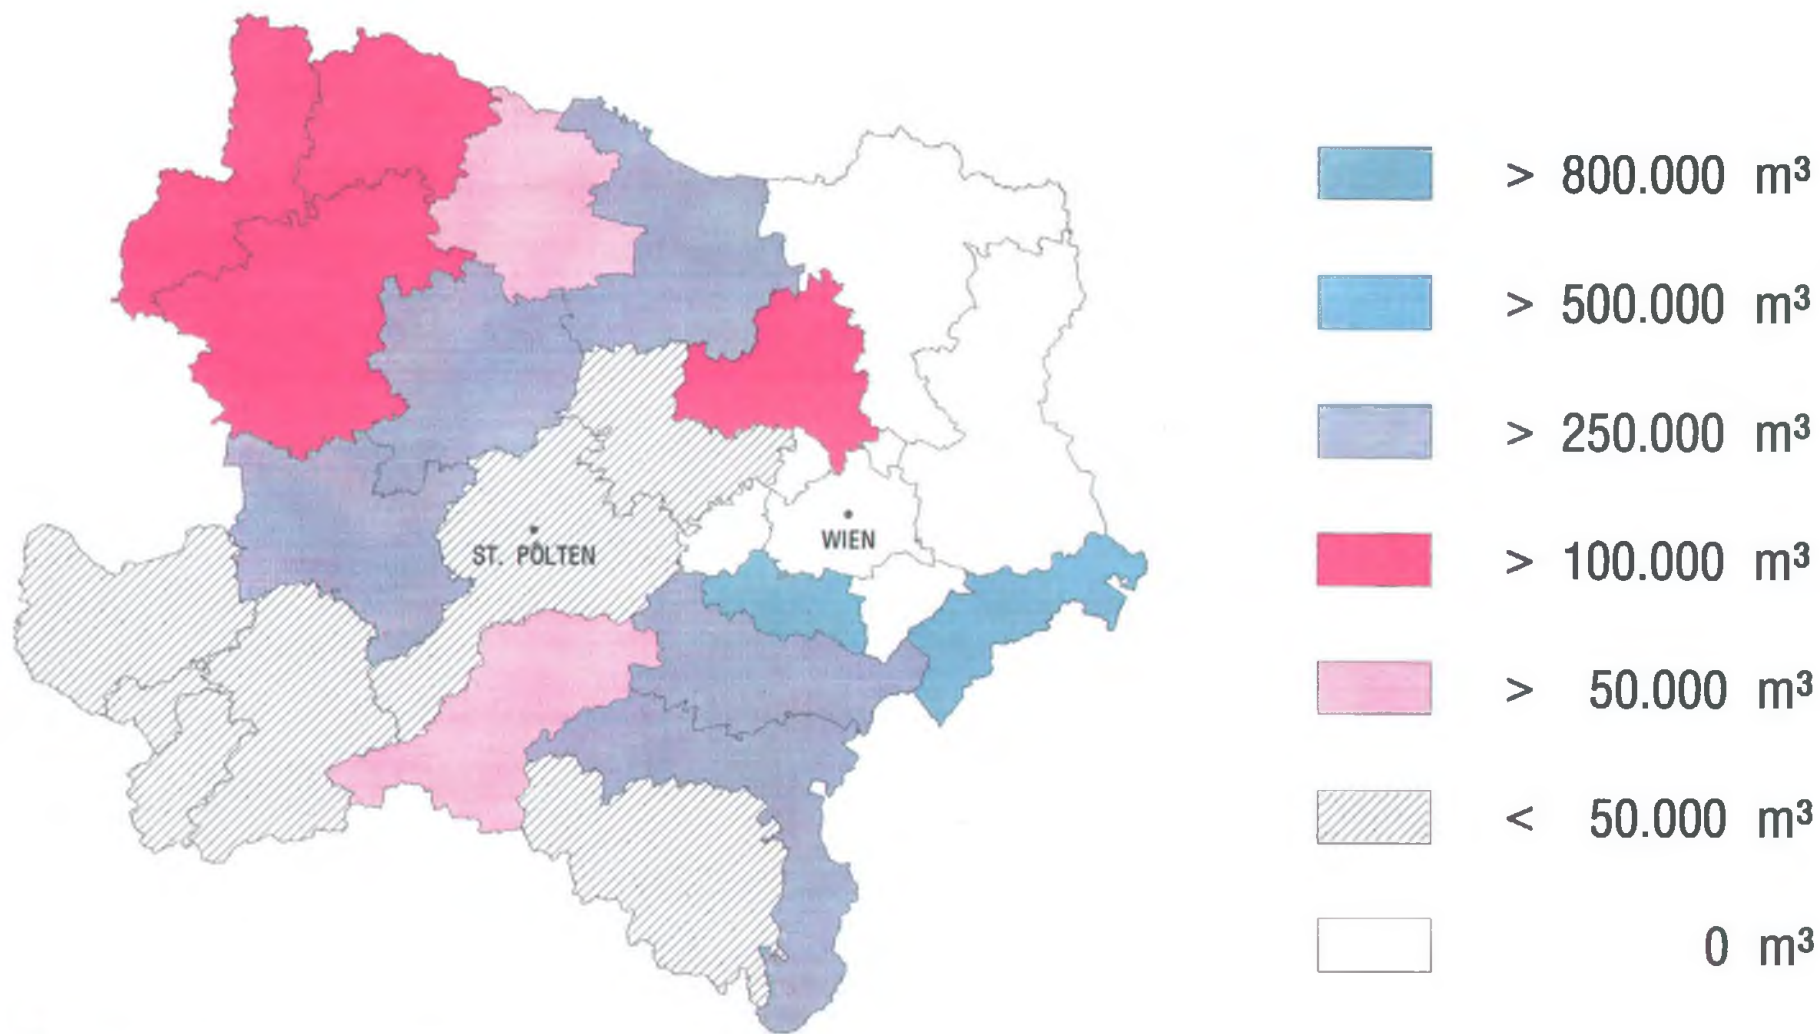 > 800.000 m³
> 500.000 m³
> 250.000 m³
> 100.000 m³
> 50.000 m³
< 50.000 m³
0 m³
WIEN
ST. PÖLTEN